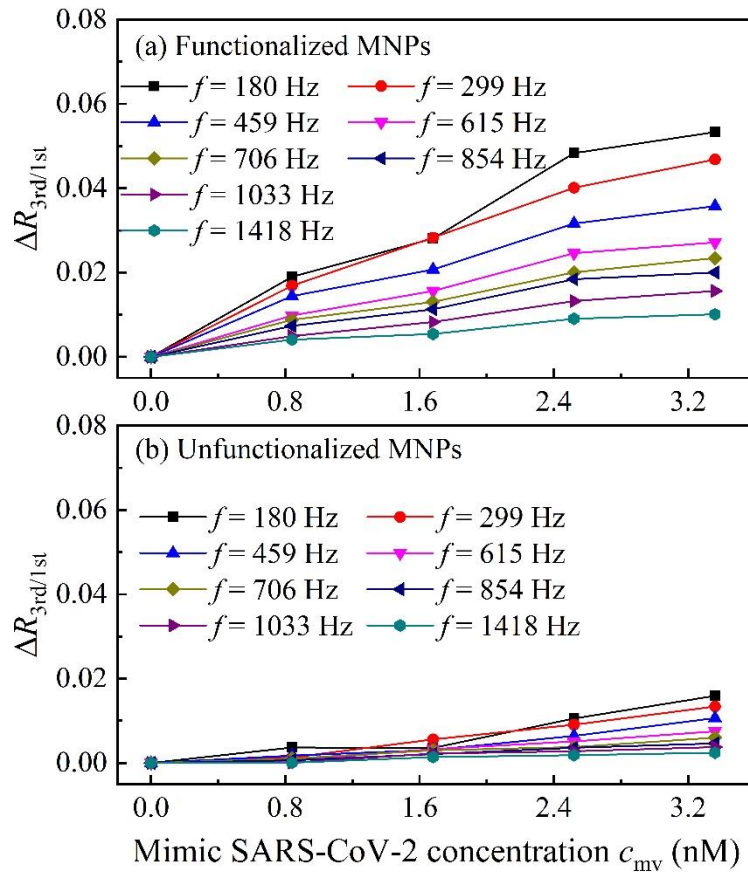 (a) Functionalized MNPs
f = 180 Hz f = 299 Hz
f = 459 Hz f = 615 Hz
f = 706 Hz f = 854 Hz
f = 1033 Hz
f = 1418 Hz
0.08
0.06
0.04
0.02
0.00
ΔR3rd/1st
0.0 0.8 1.6 2.4 3.2
(b) Unfunctionalized MNPs
f = 180 Hz f = 299 Hz
f = 459 Hz f = 615 Hz
f = 706 Hz f = 854 Hz
f = 1033 Hz f = 1418 Hz
0.08
0.06
0.04
0.02
0.00
ΔR3rd/1st
0.0 0.8 1.6 2.4 3.2
Mimic SARS-CoV-2 concentration cmv (nM)